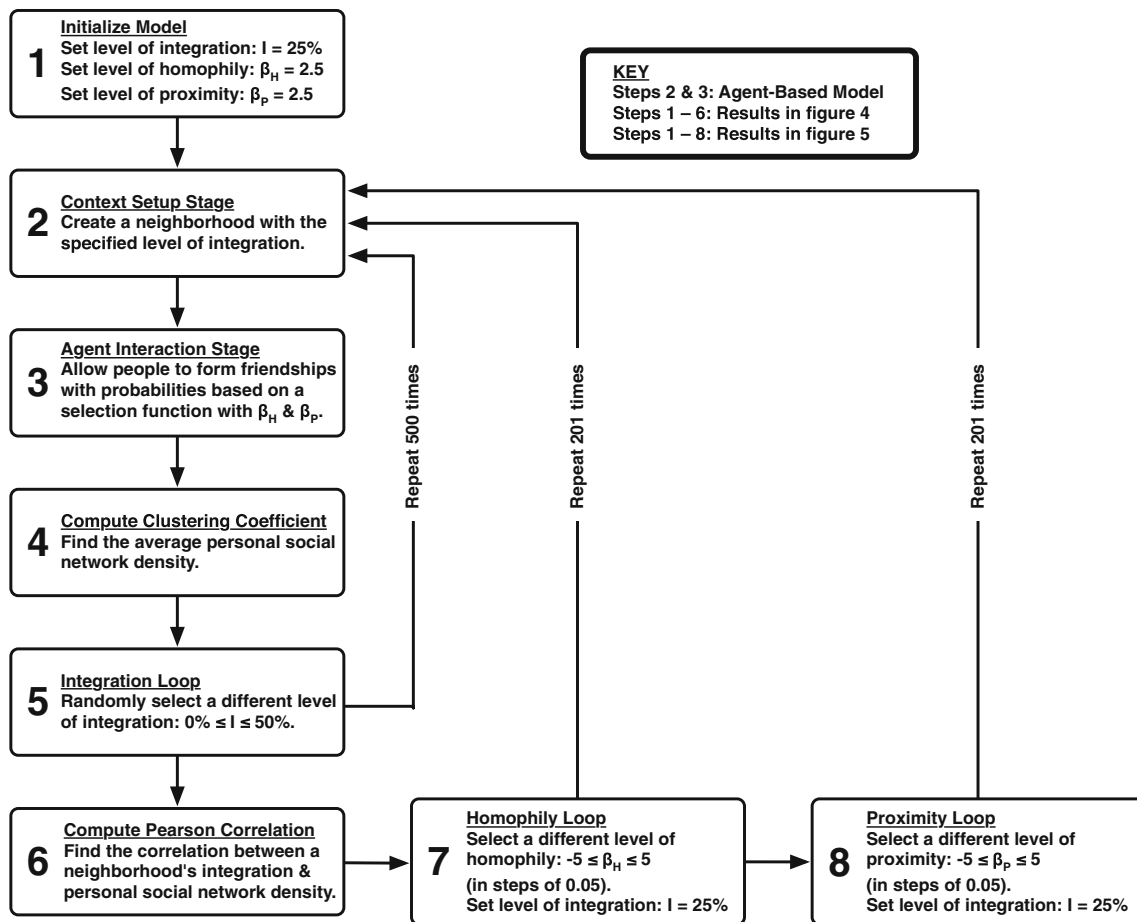 1
Initialize Model
Set level of integration: I = 25%
Set level of homophily: β_H = 2.5
Set level of proximity: β_P = 2.5
KEY
Steps 2 & 3: Agent-Based Model
Steps 1 – 6: Results in figure 4
Steps 1 – 8: Results in figure 5
2
Context Setup Stage
Create a neighborhood with the
specified level of integration.
3
Agent Interaction Stage
Allow people to form friendships
with probabilities based on a
selection function with β_H & β_P.
Repeat 500 times
Repeat 201 times
Repeat 201 times
4
Compute Clustering Coefficient
Find the average personal social
network density.
5
Integration Loop
Randomly select a different level
of integration: 0% ≤ I ≤ 50%.
6
Compute Pearson Correlation
Find the correlation between a
neighborhood's integration &
personal social network density.
7
Homophily Loop
Select a different level of
homophily: -5 ≤ β_H ≤ 5
(in steps of 0.05).
Set level of integration: I = 25%
8
Proximity Loop
Select a different level of
proximity: -5 ≤ β_P ≤ 5
(in steps of 0.05).
Set level of integration: I = 25%